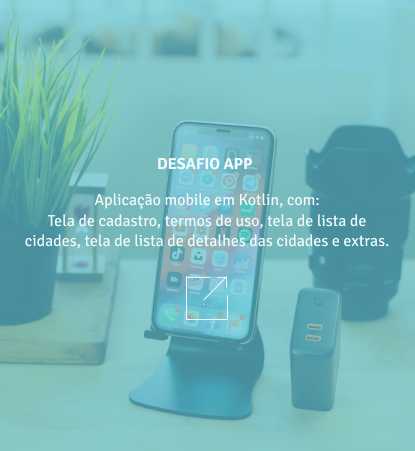 DESAFIO APP
Aplicação mobile em Kotlin, com:
Tela de cadastro, termos de uso, tela de lista de
cidades, tela de lista de detalhes das cidades e extras.